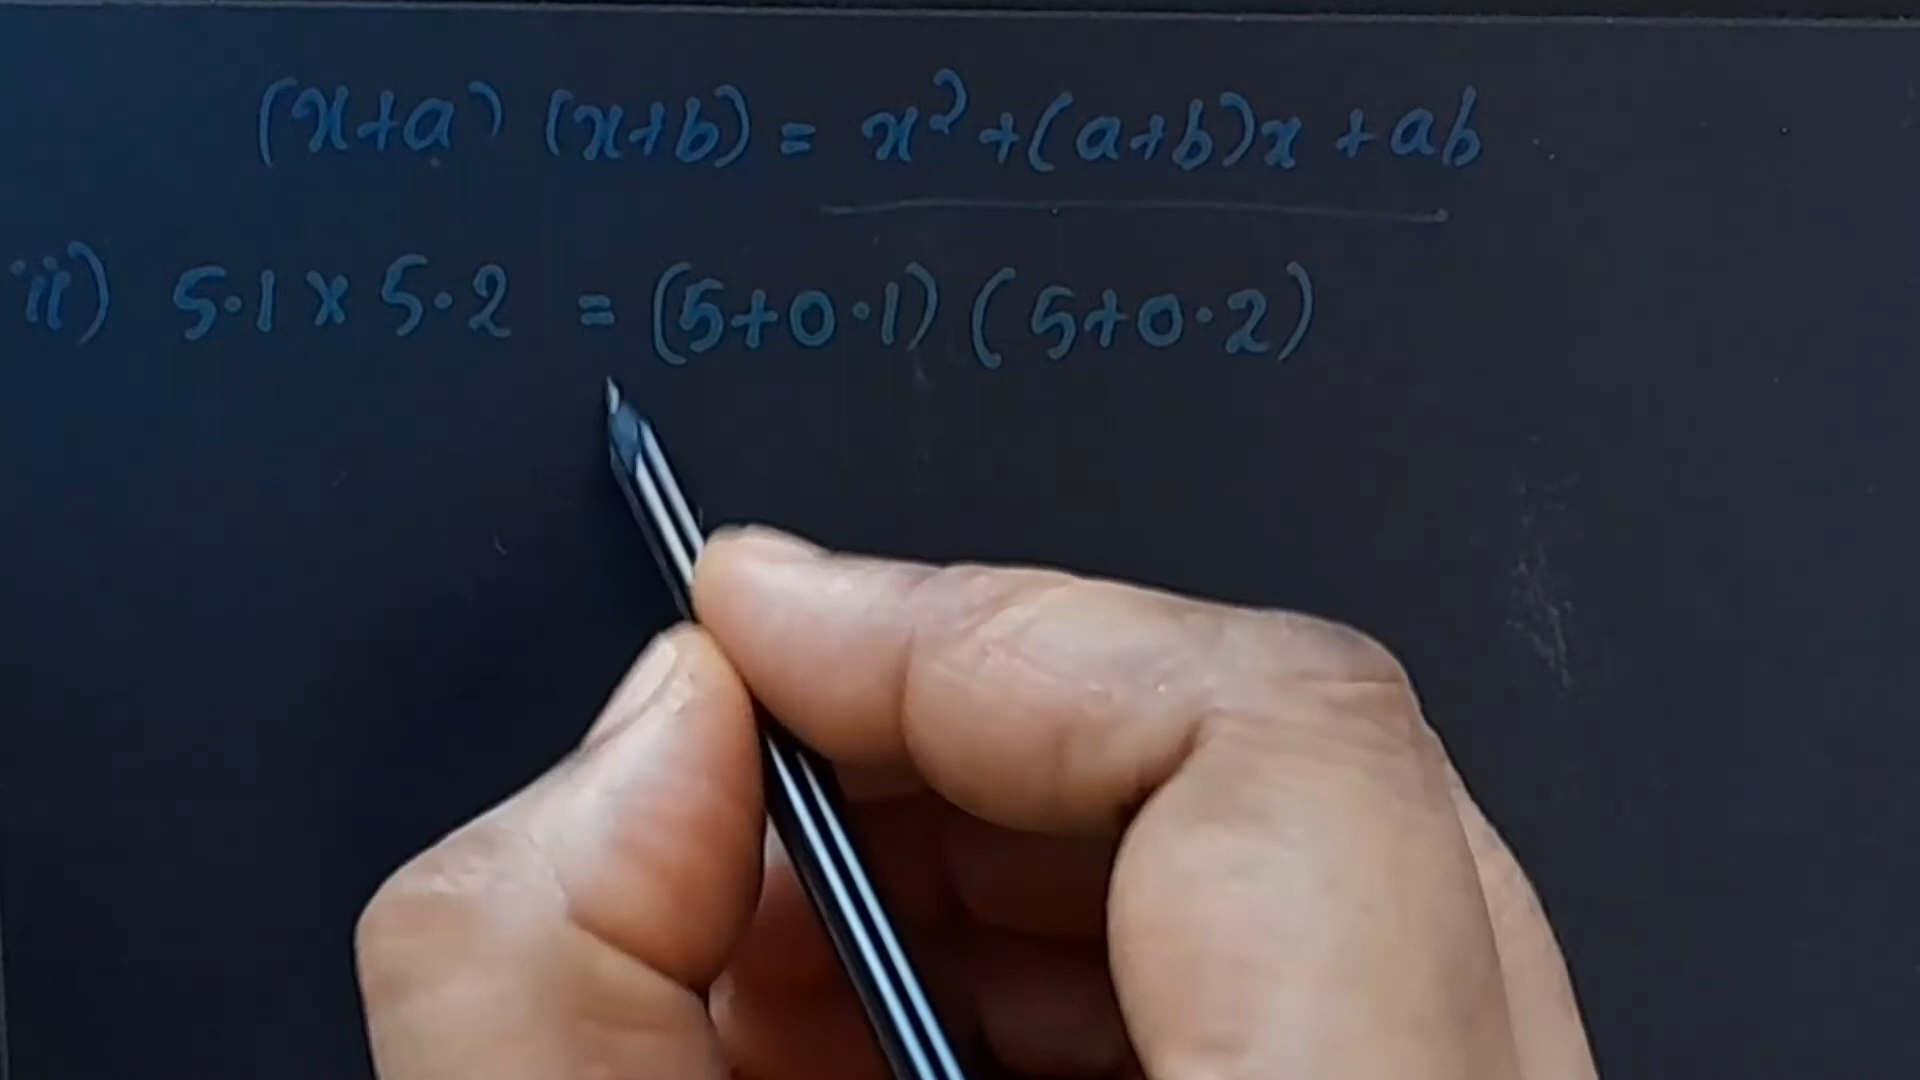 (x+a) (x+b) = x²+(a+b)x +ab
ii) 5.1 x 5.2 = (5+0.1) (5+0.2)